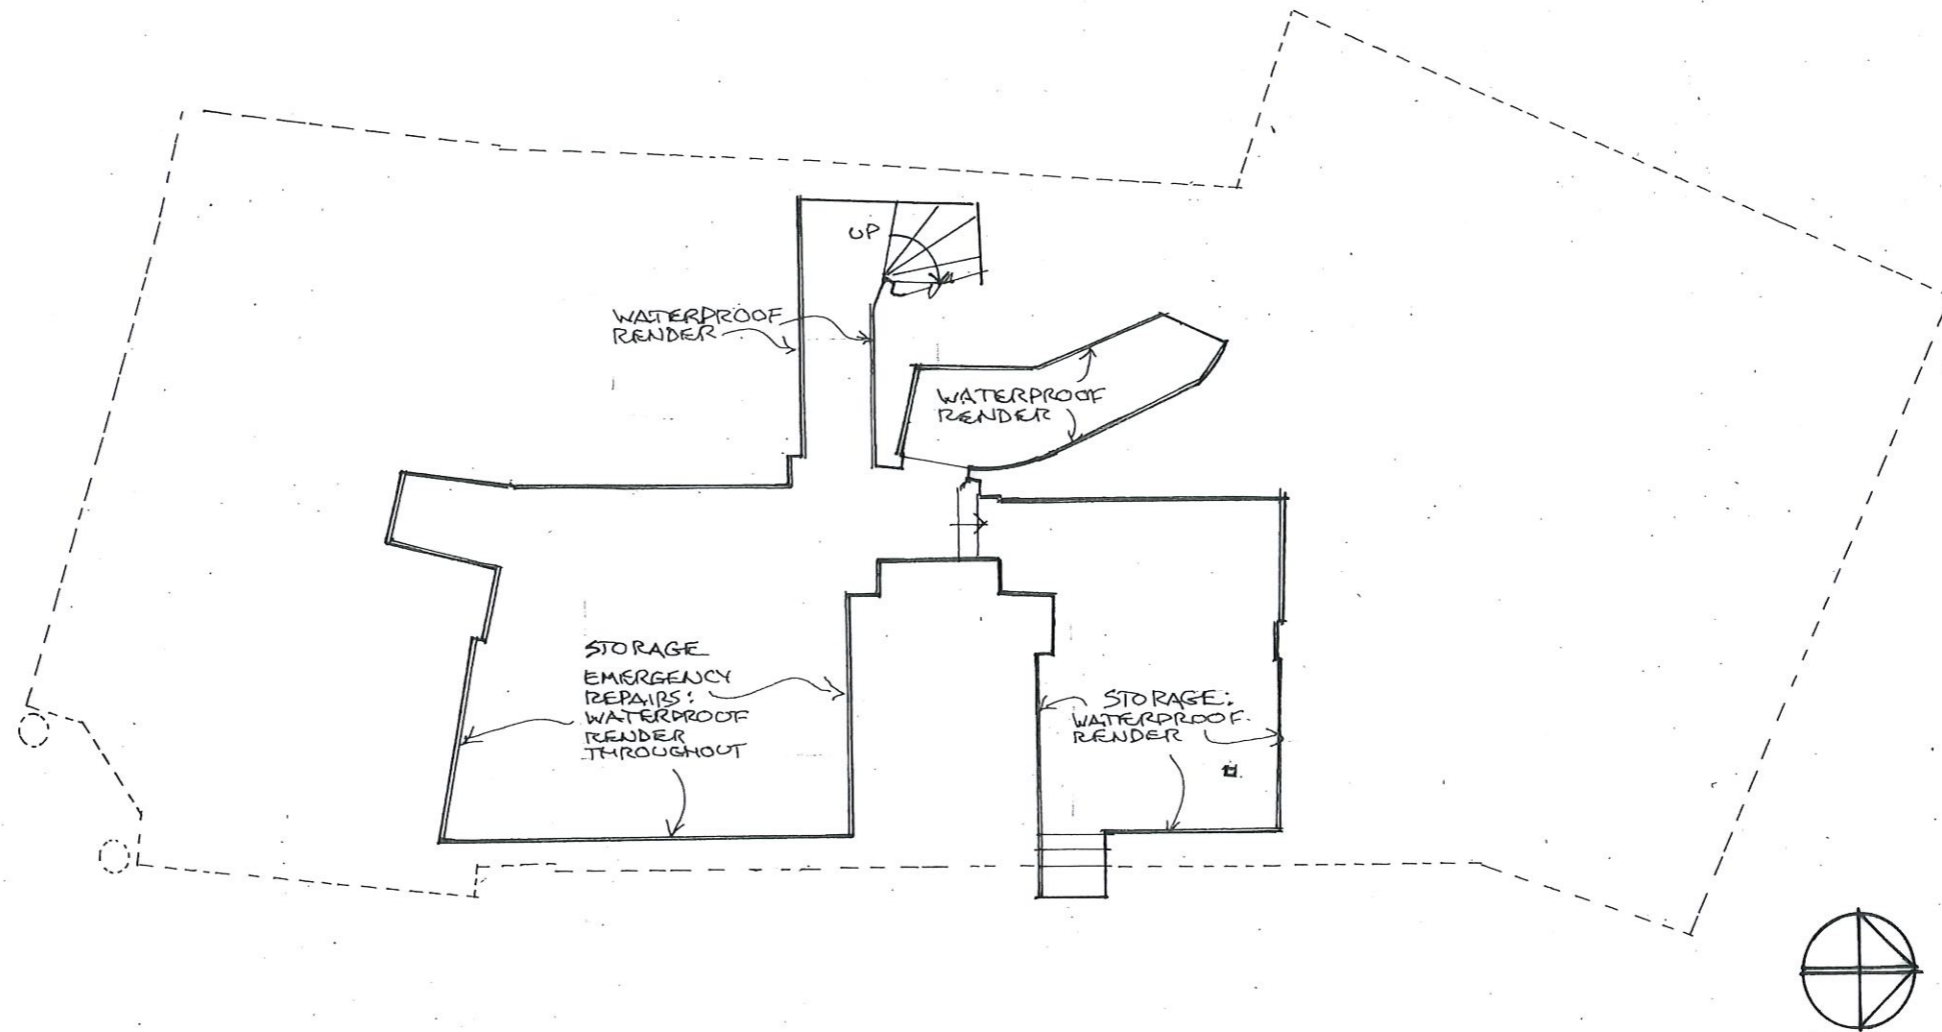 UP
WATERPROOF
RENDER
WATERPROOF
RENDER
STORAGE
EMERGENCY
REPAIRS:
WATERPROOF
RENDER
THROUGHOUT
STORAGE:
WATERPROOF
RENDER